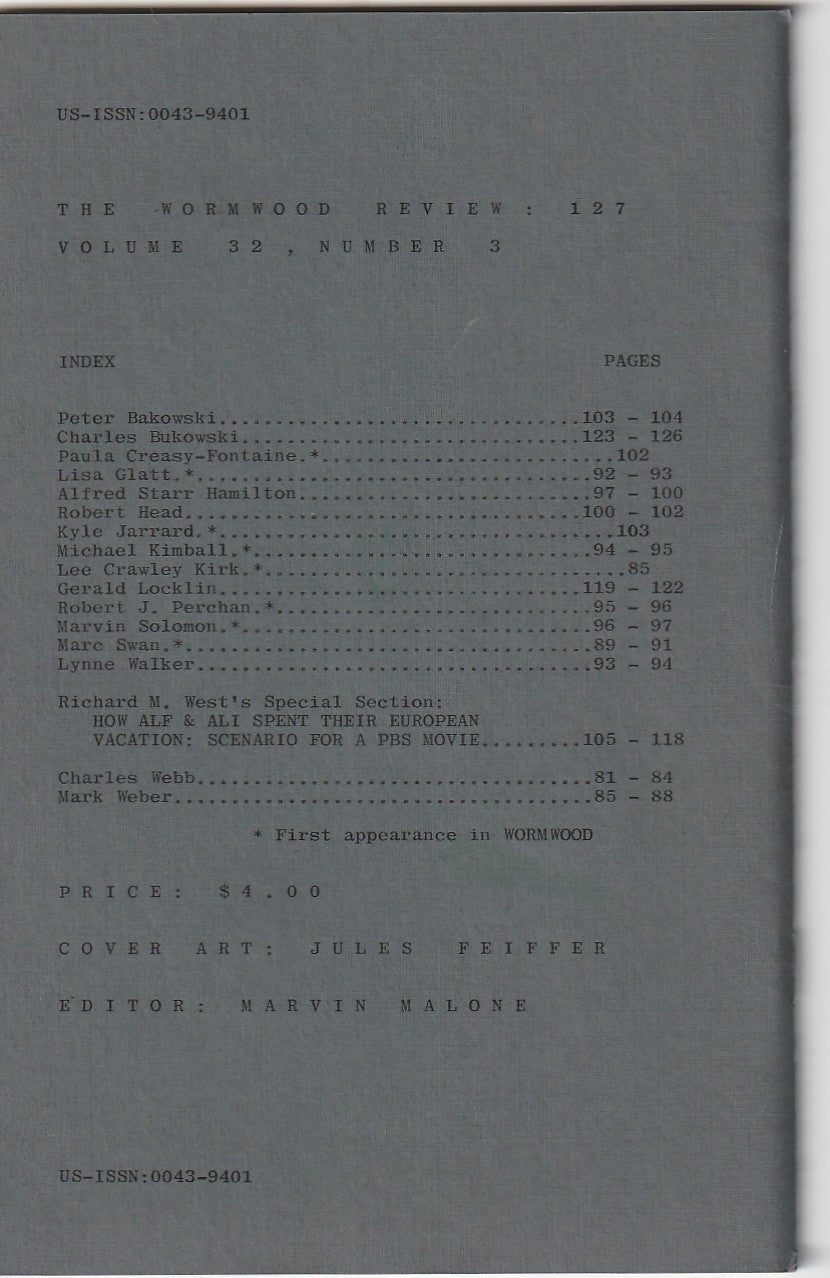 US-ISSN:0043-9401
THE WORMWOOD REVIEW: 127
VOLUME 32, NUMBER 3
INDEX PAGES
Peter Bakowski................................103 - 104
Charles Bukowski..............................123 - 126
Paula Creasy-Fontaine.*..........................102
Lisa Glatt.*...................................92 - 93
Alfred Starr Hamilton..........................97 - 100
Robert Head...................................100 - 102
Kyle Jarrard.*...................................103
Michael Kimball.*..............................94 - 95
Lee Crawley Kirk.*................................85
Gerald Locklin................................119 - 122
Robert J. Perchan.*............................95 - 96
Marvin Solomon.*...............................96 - 97
Marc Swan.*....................................89 - 91
Lynne Walker...................................93 - 94
Richard M. West's Special Section:
HOW ALF & ALI SPENT THEIR EUROPEAN
VACATION: SCENARIO FOR A PBS MOVIE.........105 - 118
Charles Webb...................................81 - 84
Mark Weber.....................................85 - 88
* First appearance in WORMWOOD
PRICE: $4.00
COVER ART: JULES FEIFFER
EDITOR: MARVIN MALONE
US-ISSN:0043-9401